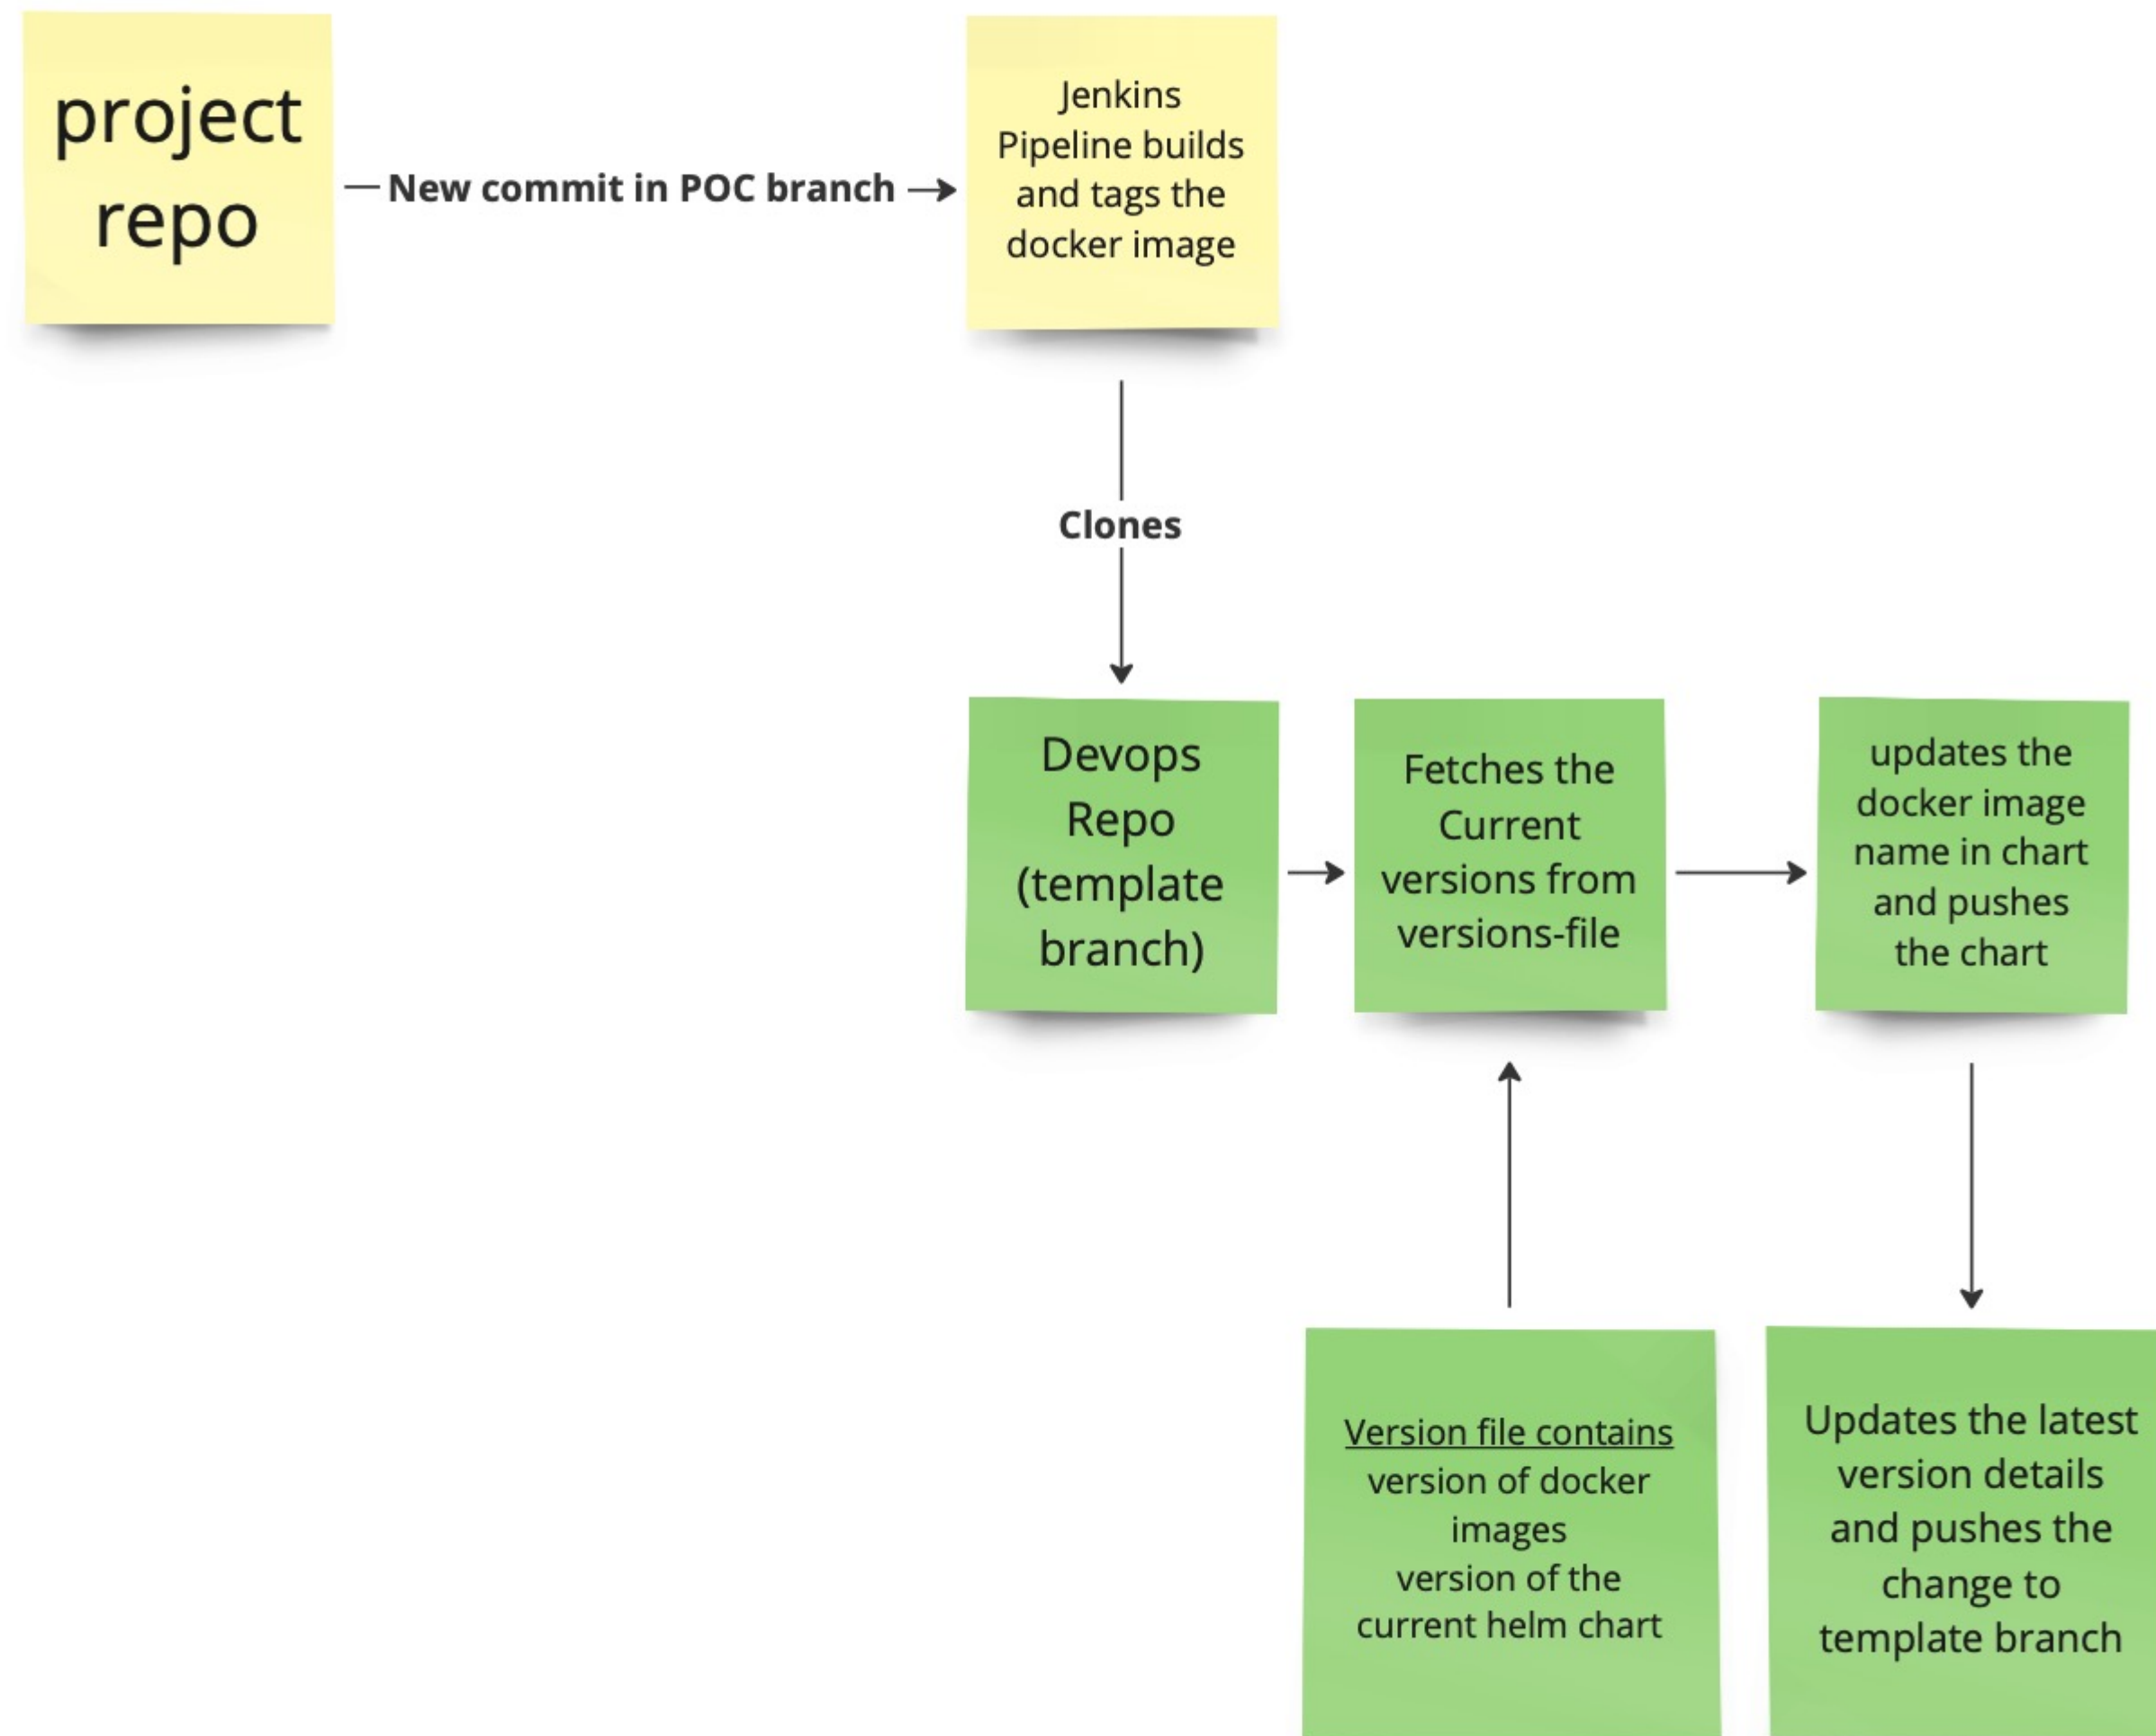 project
repo
New commit in POC branch
Jenkins
Pipeline builds
and tags the
docker image
Clones
Devops
Repo
(template
branch)
Fetches the
Current
versions from
versions-file
updates the
docker image
name in chart
and pushes
the chart
Version file contains
version of docker
images
version of the
current helm chart
Updates the latest
version details
and pushes the
change to
template branch